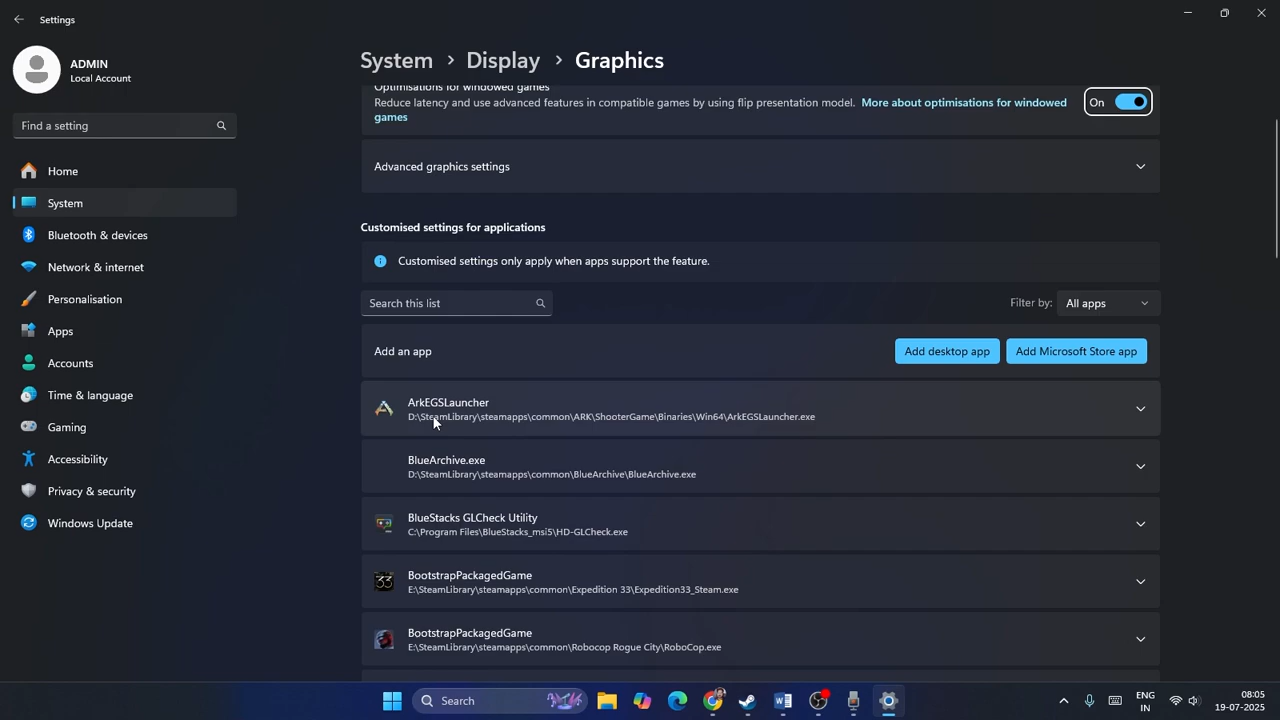 Settings
ADMIN
Local Account
Find a setting
Home
System
Bluetooth & devices
Network & internet
Personalisation
Apps
Accounts
Time & language
Gaming
Accessibility
Privacy & security
Windows Update
System > Display > Graphics
Optimisations for windowed games
Reduce latency and use advanced features in compatible games by using flip presentation model. More about optimisations for windowed
games
On
Advanced graphics settings
Customised settings for applications
Customised settings only apply when apps support the feature.
Search this list
Filter by: All apps
Add an app
Add desktop app
Add Microsoft Store app
ArkEGSLauncher
D:\SteamLibrary\steamapps\common\ARK\ShooterGame\Binaries\Win64\ArkEGSLauncher.exe
BlueArchive.exe
D:\SteamLibrary\steamapps\common\BlueArchive\BlueArchive.exe
BlueStacks GLCheck Utility
C:\Program Files\BlueStacks_msi5\HD-GLCheck.exe
BootstrapPackagedGame
E:\SteamLibrary\steamapps\common\Expedition 33\Expedition33_Steam.exe
BootstrapPackagedGame
E:\SteamLibrary\steamapps\common\Robocop Rogue City\RoboCop.exe
Search
ENG
IN
08:05
19-07-2025